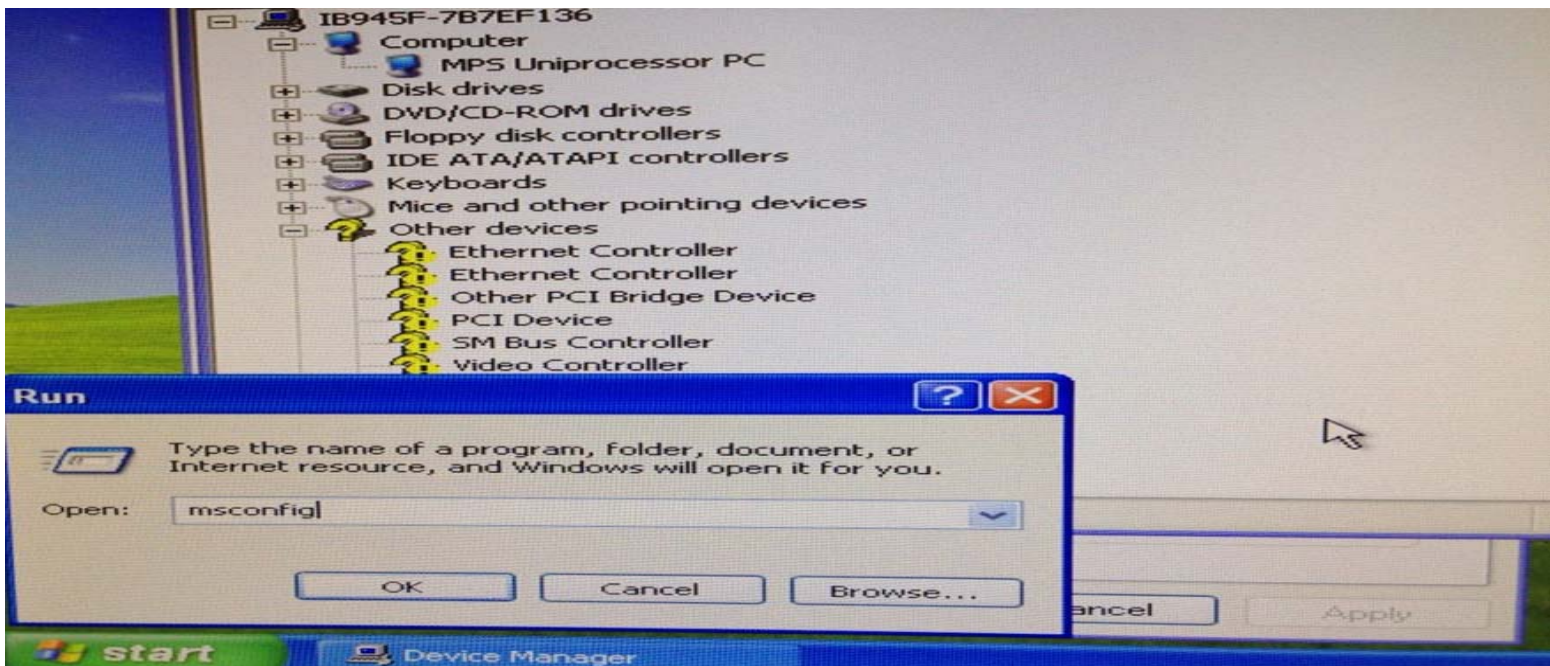 IB945F-7B7EF136
Computer
MPS Uniprocessor PC
Disk drives
DVD/CD-ROM drives
Floppy disk controllers
IDE ATA/ATAPI controllers
Keyboards
Mice and other pointing devices
Other devices
Ethernet Controller
Ethernet Controller
Other PCI Bridge Device
PCI Device
SM Bus Controller
Video Controller
Run
Type the name of a program, folder, document, or
Internet resource, and Windows will open it for you.
Open: msconfig
OK Cancel Browse...
ancel Apply
start Device Manager